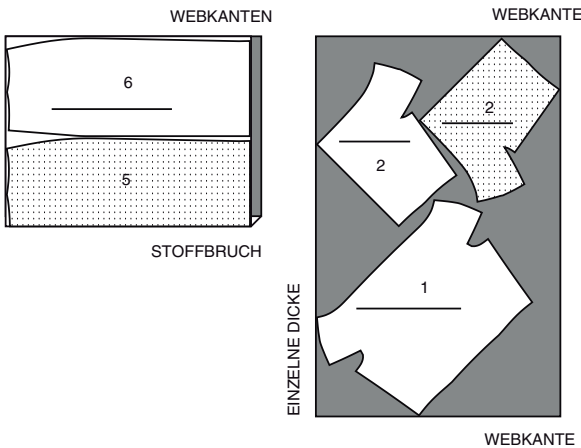 WEBKANTEN
6
5
STOFFBRUCH
WEBKANTE
2
2
1
EINZELNE DICKE
WEBKANTE